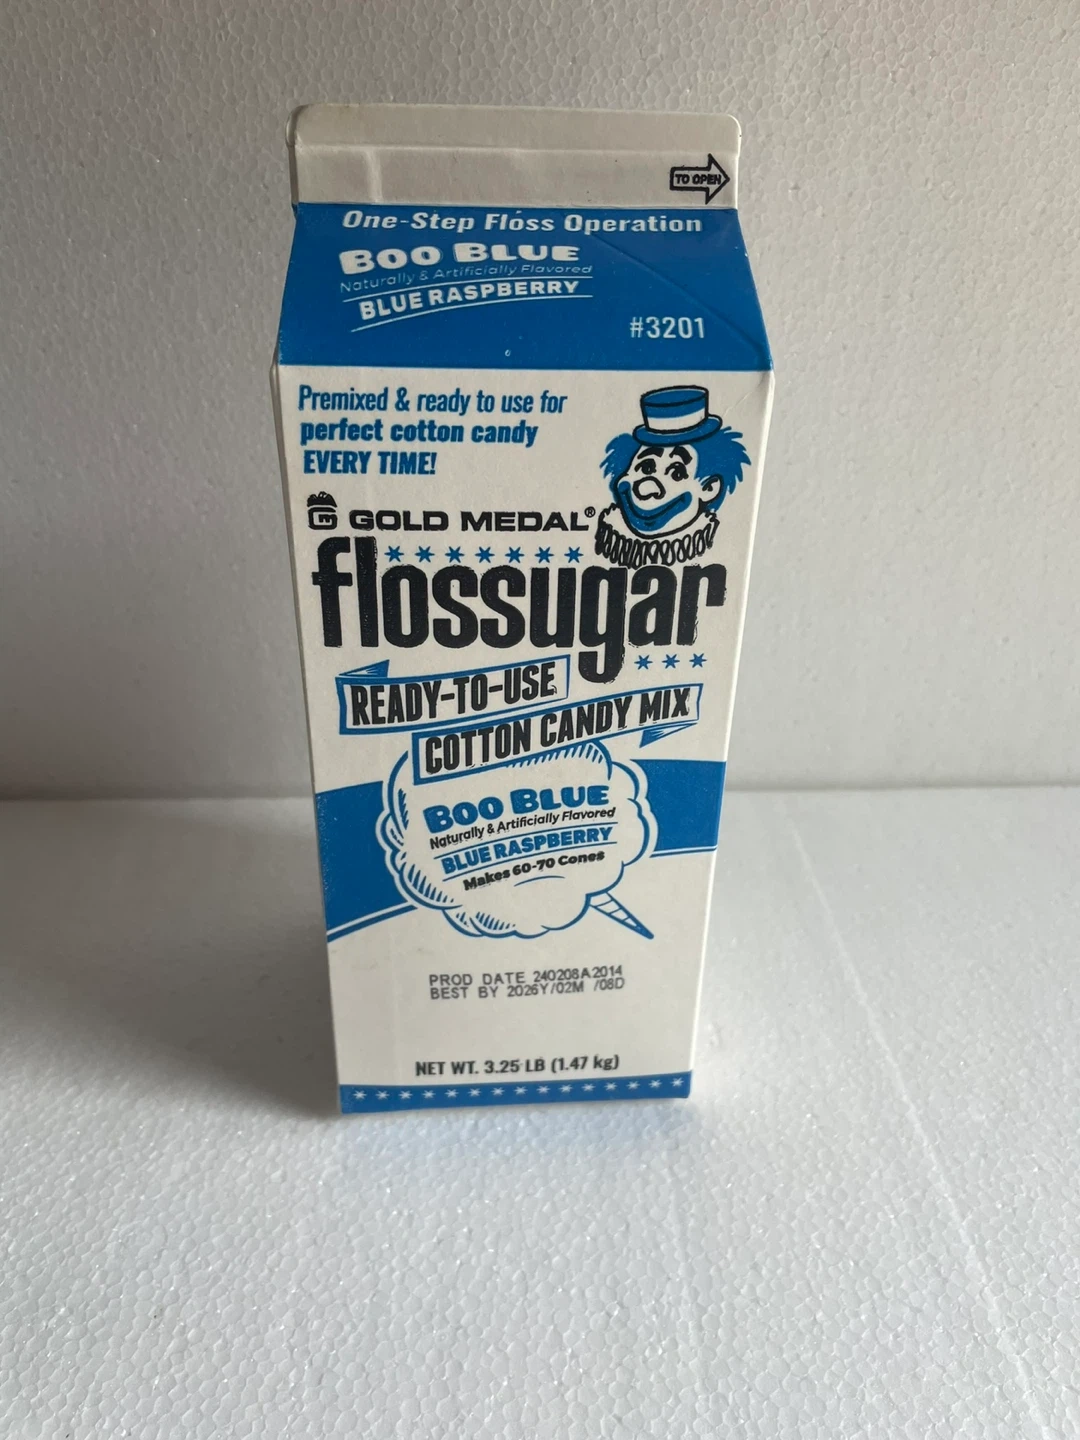 TO OPEN
One-Step Floss Operation
BOO BLUE
Naturally & Artificially Flavored
BLUE RASPBERRY
#3201
Premixed & ready to use for
perfect cotton candy
EVERY TIME!
GOLD MEDAL®
flossugar
READY-TO-USE
COTTON CANDY MIX
BOO BLUE
Naturally & Artificially Flavored
BLUE RASPBERRY
Makes 60-70 Cones
PROD DATE 240208A2014
BEST BY 2026Y/02M /08D
NET WT. 3.25 LB (1.47 kg)